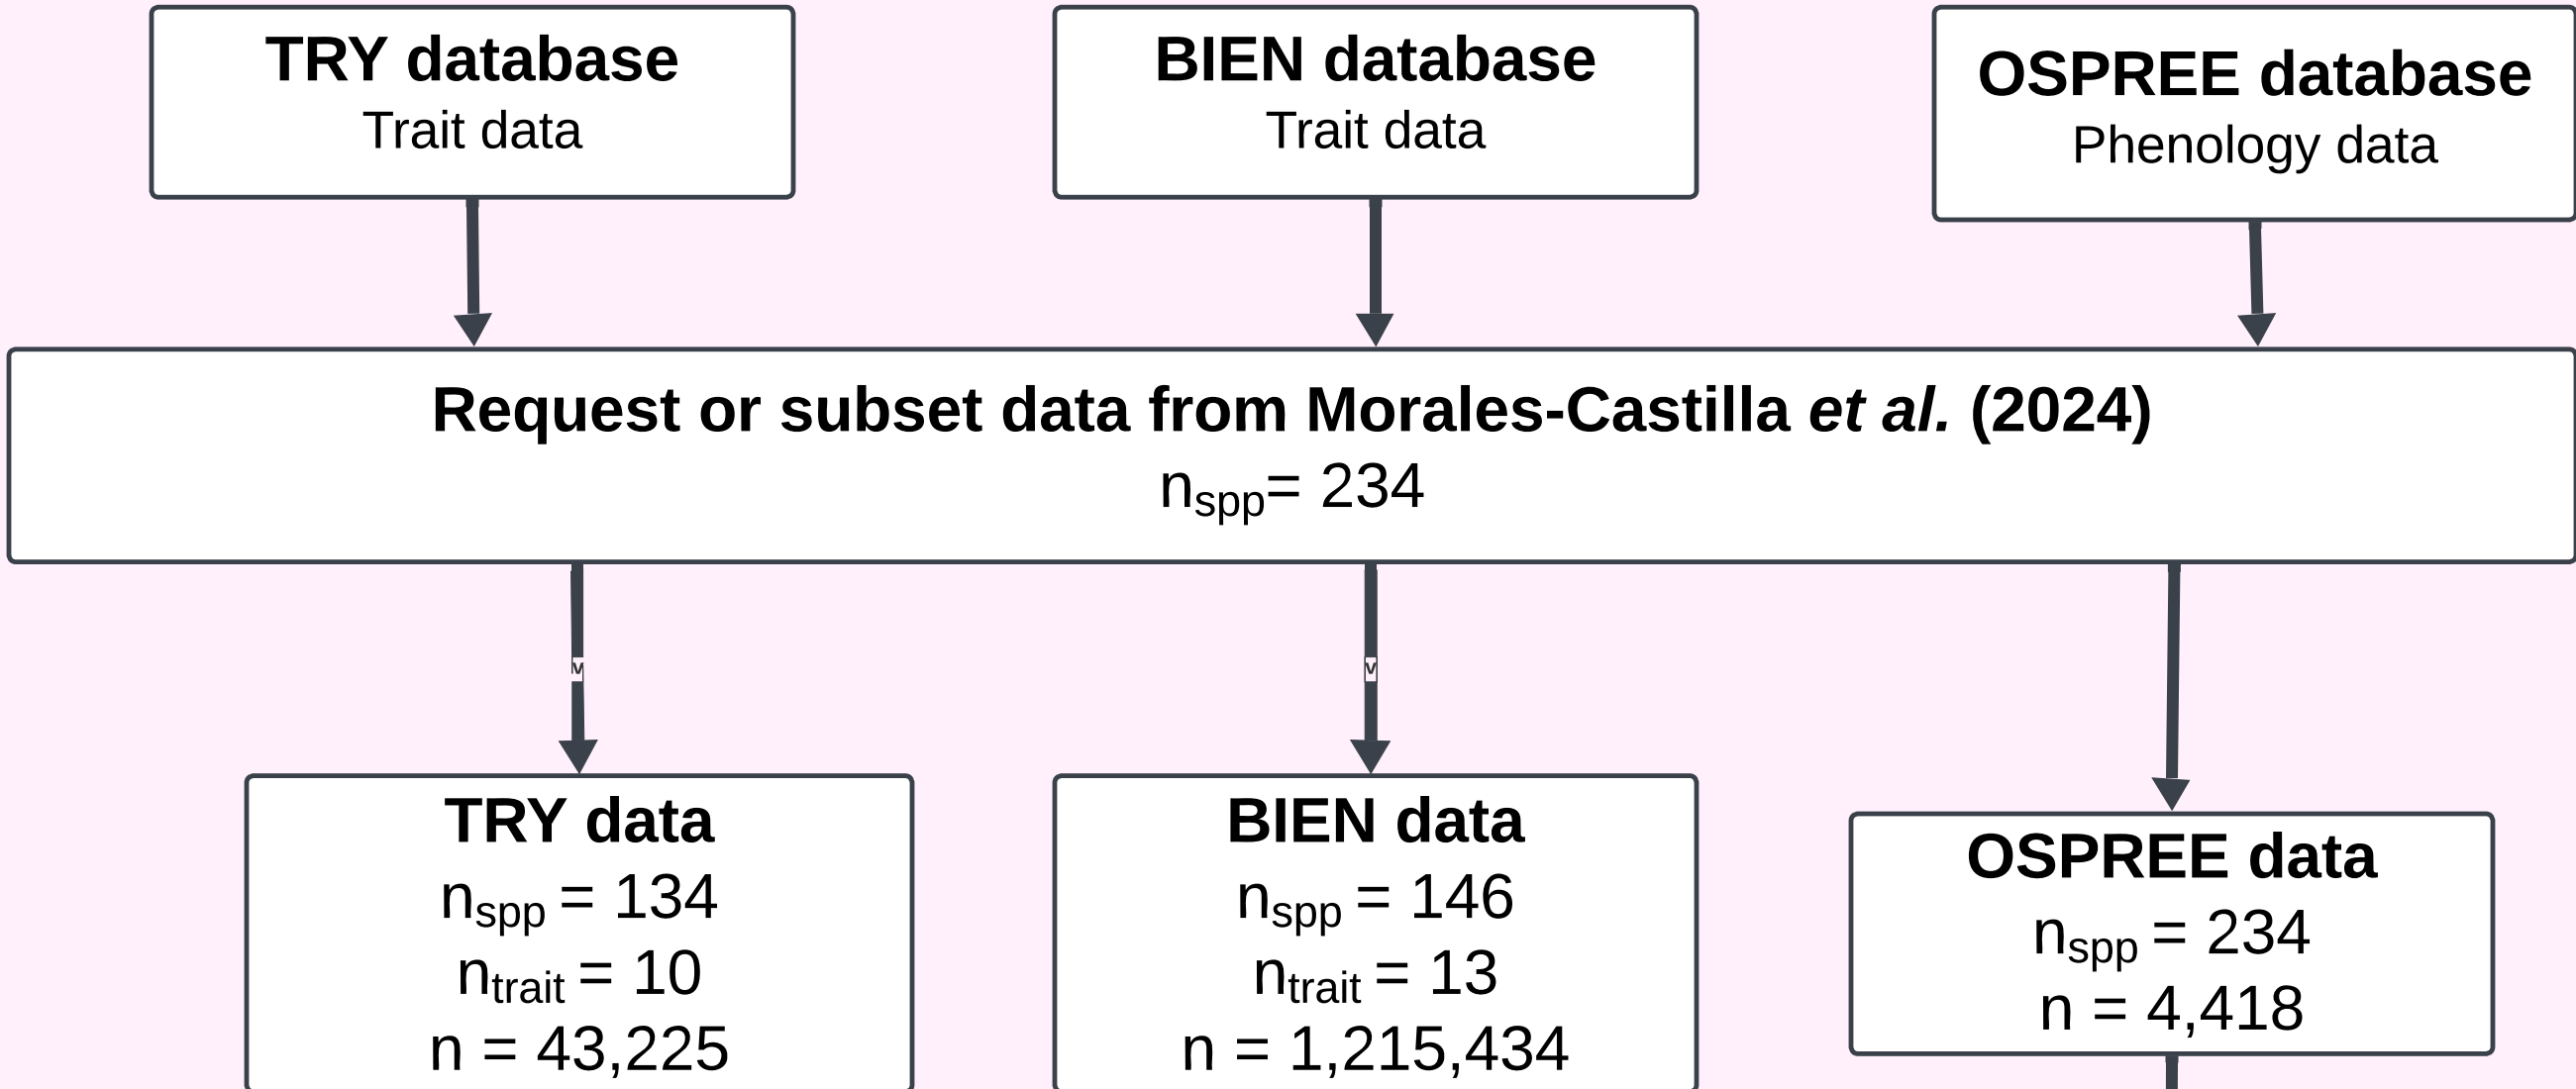 TRY database
Trait data
BIEN database
Trait data
OSPREE database
Phenology data
Request or subset data from Morales-Castilla et al. (2024)
nspp= 234
v
v
TRY data
nspp = 134
ntrait = 10
n = 43,225
BIEN data
nspp = 146
ntrait = 13
n = 1,215,434
OSPREE data
nspp = 234
n = 4,418